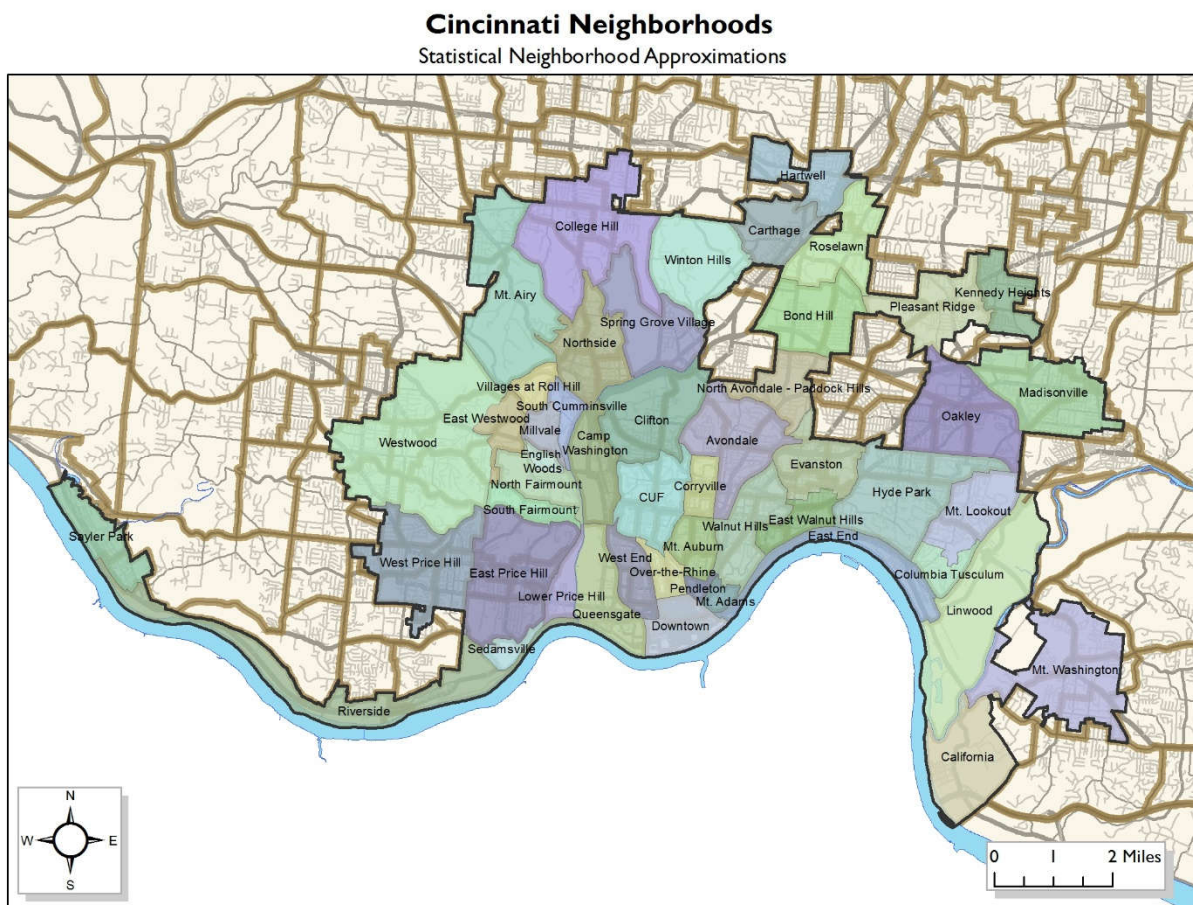 Cincinnati Neighborhoods
Statistical Neighborhood Approximations
Hartwell
College Hill
Carthage
Roselawn
Winton Hills
Mt. Airy
Kennedy Heights
Pleasant Ridge
Bond Hill
Spring Grove Village
Northside
Villages at Roll Hill
North Avondale - Paddock Hills
Madisonville
South Cumminsville
East Westwood
Oakley
Clifton
Millvale
Camp
Washington
Westwood
Avondale
English
Woods
Evanston
North Fairmount
Corryville
Hyde Park
CUF
South Fairmount
Mt. Lookout
East Walnut Hills
Walnut Hills
Sayler Park
East End
Mt. Auburn
West Price Hill
West End
East Price Hill
Over-the-Rhine
Columbia Tusculum
Pendleton
Lower Price Hill
Mt. Adams
Linwood
Queensgate
Downtown
Sedamsville
Mt. Washington
Riverside
California
N
W
E
S
0 1 2 Miles